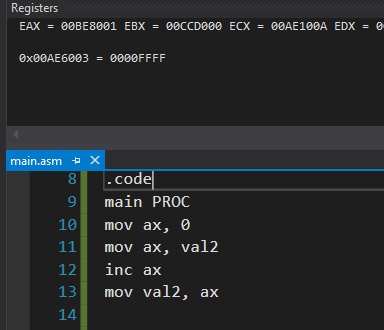 Registers
EAX = 00BE8001 EBX = 00CCD000 ECX = 00AE100A EDX = 0
0x00AE6003 = 0000FFFF
main.asm
8 .code
9 main PROC
10 mov ax, 0
11 mov ax, val2
12 inc ax
13 mov val2, ax
14